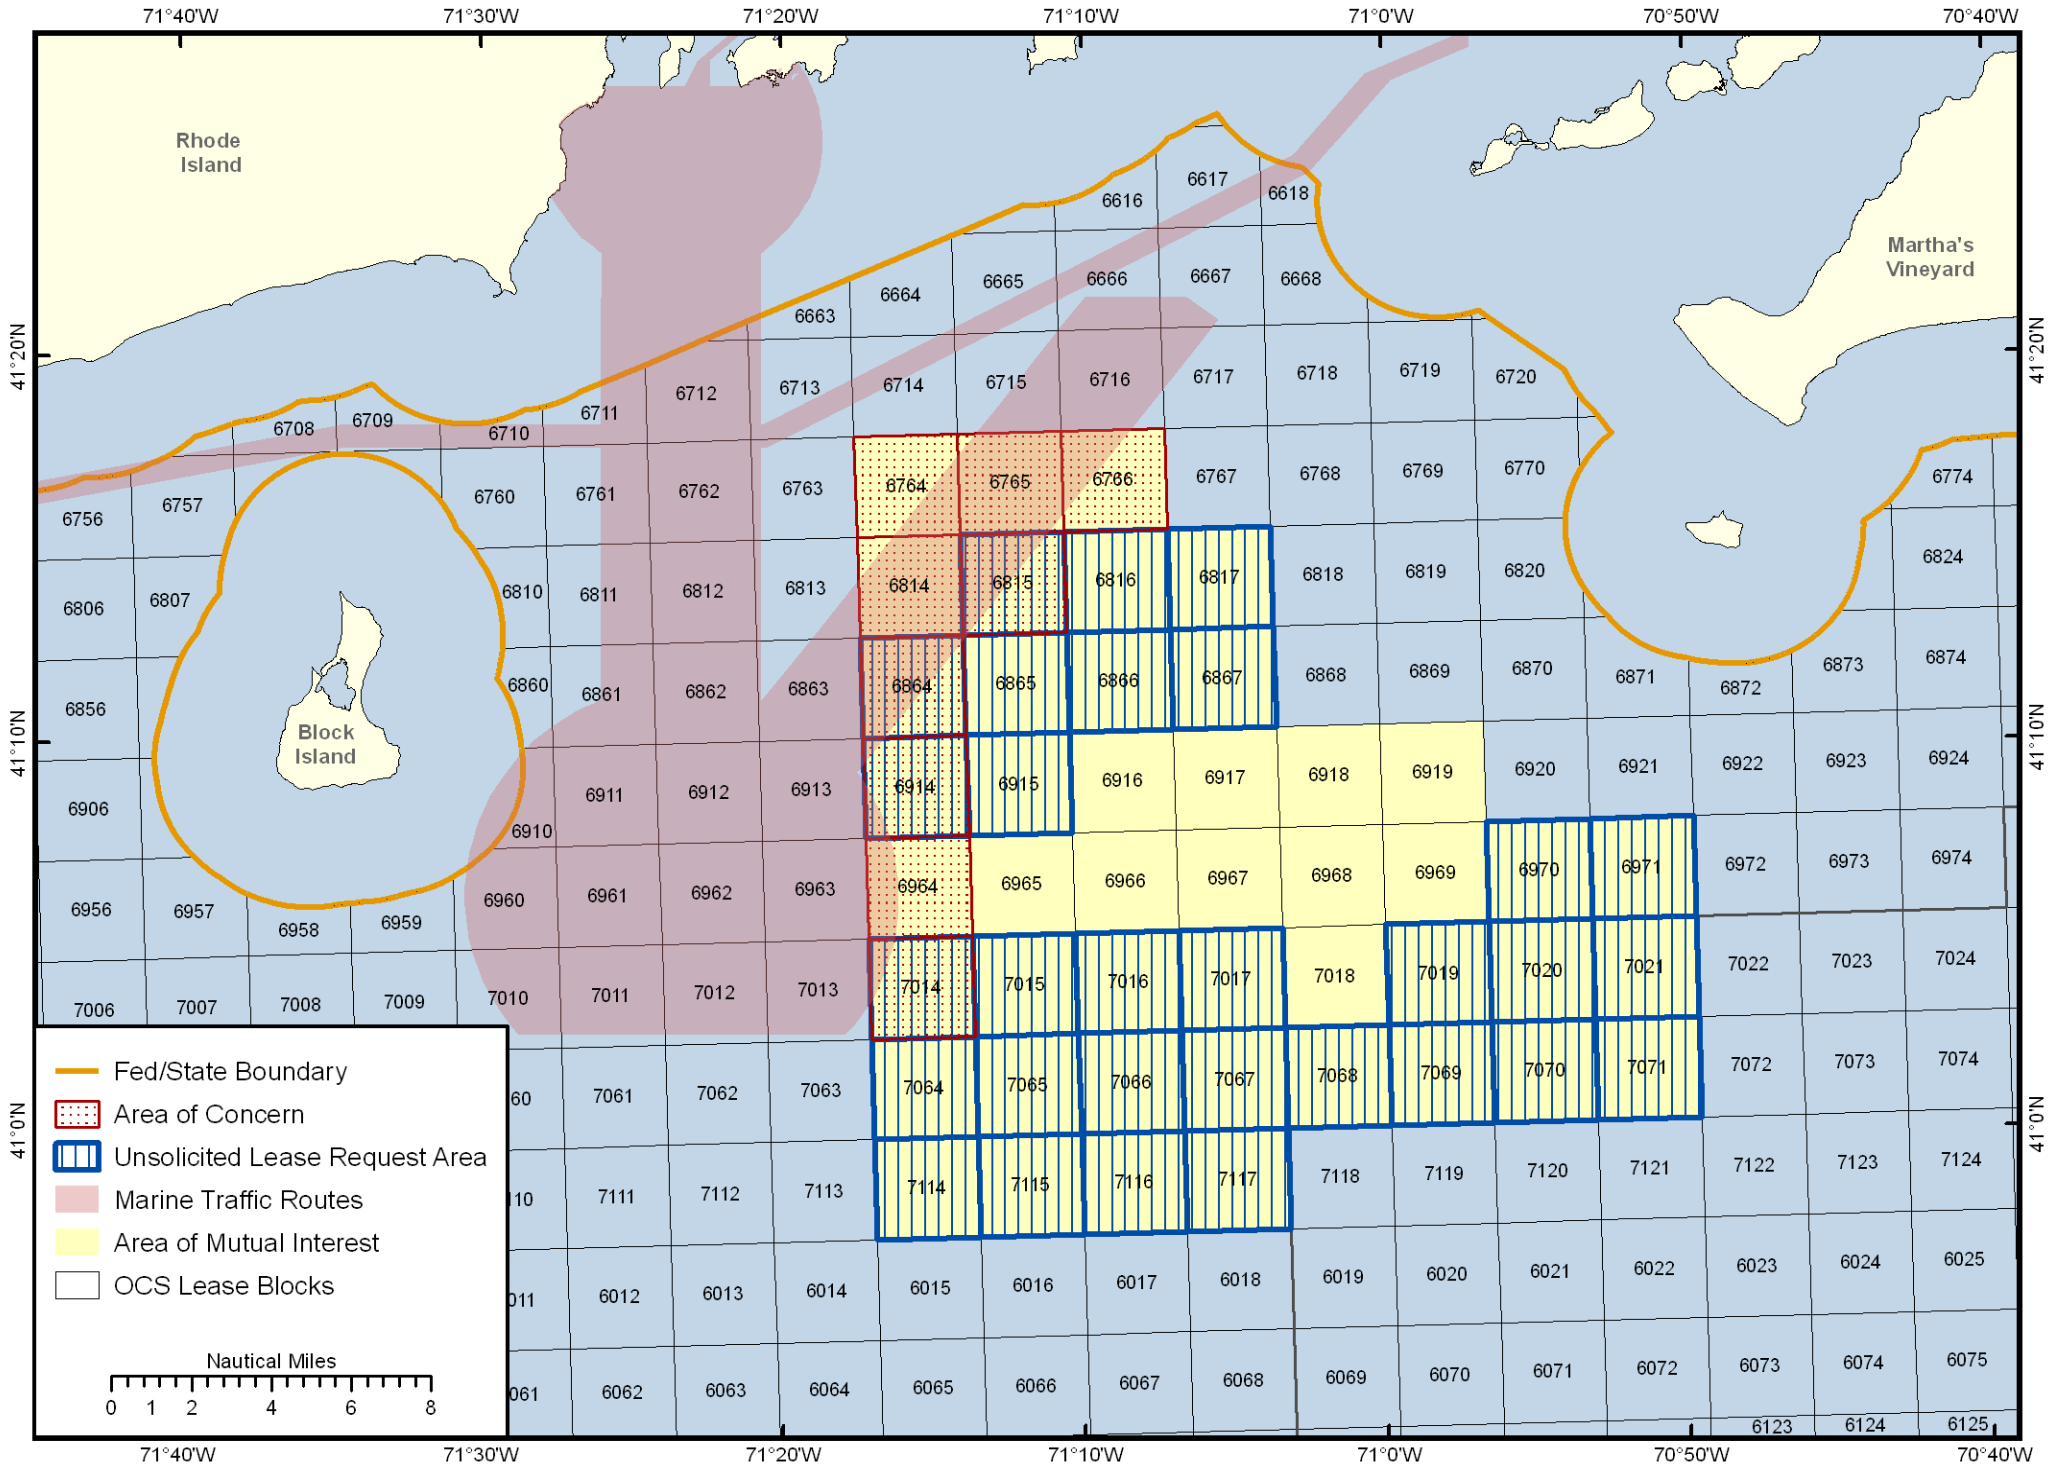 71°40'W 71°30'W 71°20'W 71°10'W 71°0'W 70°50'W 70°40'W
Rhode
Island
6616 6617 6618
Martha's
Vineyard
6663 6664 6665 6666 6667 6668
41°20'N 41°20'N
6708 6709 6710 6711 6712 6713 6714 6715 6716 6717 6718 6719 6720
6756 6757 6760 6761 6762 6763 6764 6765 6766 6767 6768 6769 6770 6774
6806 6807 6810 6811 6812 6813 6814 6815 6816 6817 6818 6819 6820 6824
6856 6860 6861 6862 6863 6864 6865 6866 6867 6868 6869 6870 6871 6872 6873 6874
Block
Island
41°10'N 41°10'N
6906 6910 6911 6912 6913 6914 6915 6916 6917 6918 6919 6920 6921 6922 6923 6924
6956 6957 6958 6959 6960 6961 6962 6963 6964 6965 6966 6967 6968 6969 6970 6971 6972 6973 6974
7006 7007 7008 7009 7010 7011 7012 7013 7014 7015 7016 7017 7018 7019 7020 7021 7022 7023 7024
60 7061 7062 7063 7064 7065 7066 7067 7068 7069 7070 7071 7072 7073 7074
41°0'N 41°0'N
10 7111 7112 7113 7114 7115 7116 7117 7118 7119 7120 7121 7122 7123 7124
011 6012 6013 6014 6015 6016 6017 6018 6019 6020 6021 6022 6023 6024 6025
061 6062 6063 6064 6065 6066 6067 6068 6069 6070 6071 6072 6073 6074 6075
6123 6124 6125
Fed/State Boundary
Area of Concern
Unsolicited Lease Request Area
Marine Traffic Routes
Area of Mutual Interest
OCS Lease Blocks
Nautical Miles
0 1 2 4 6 8
71°40'W 71°30'W 71°20'W 71°10'W 71°0'W 70°50'W 70°40'W